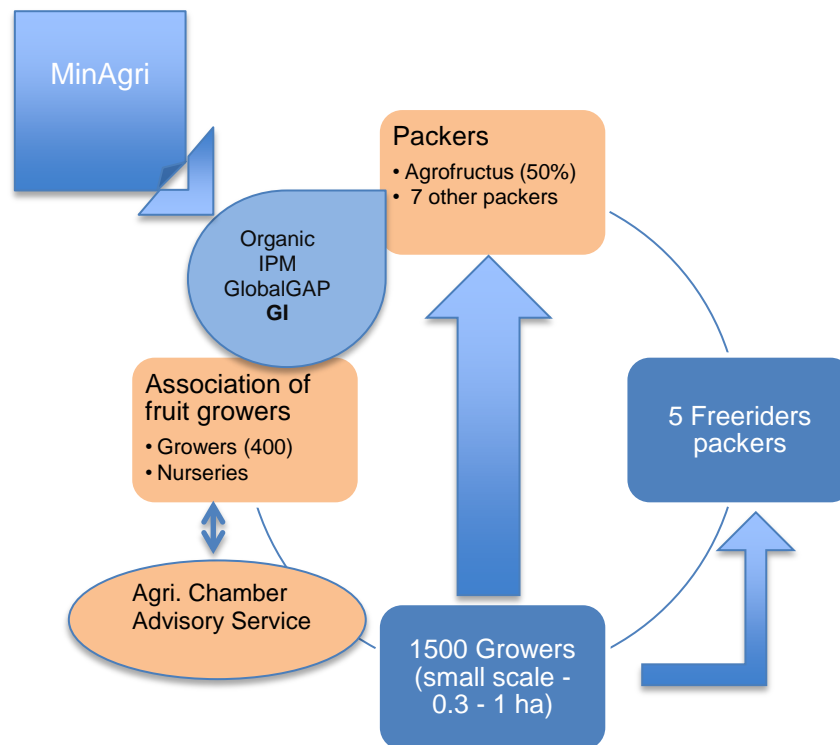 MinAgri
Packers
• Agrofructus (50%)
• 7 other packers
Organic
IPM
GlobalGAP
GI
Association of
fruit growers
• Growers (400)
• Nurseries
5 Freeriders
packers
Agri. Chamber
Advisory Service
1500 Growers
(small scale -
0.3 - 1 ha)